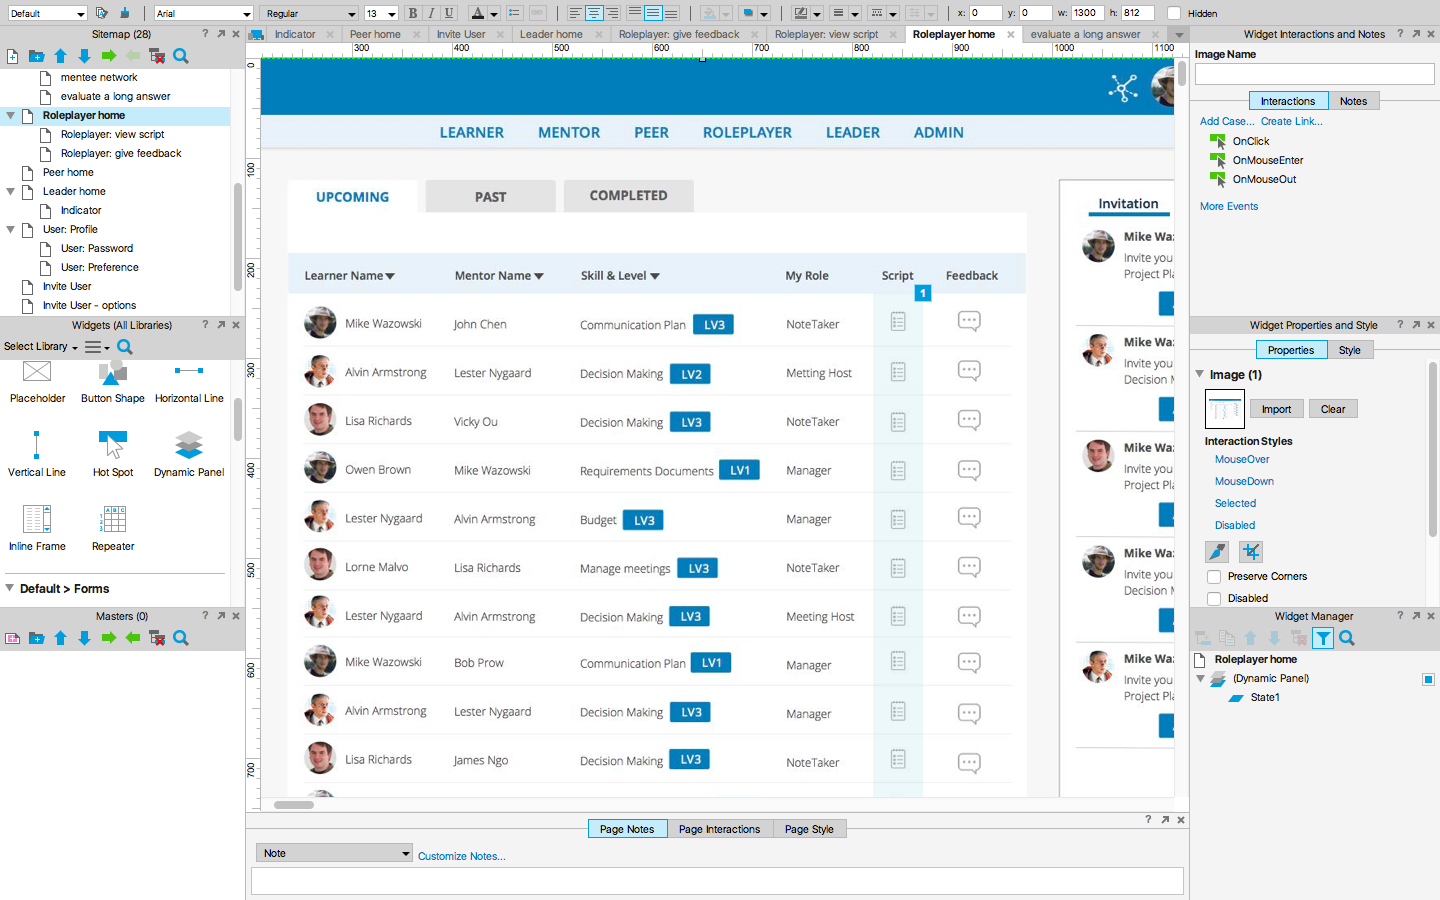 Default Arial Regular 13 B I U A x: 0 y: 0 w: 1300 h: 812 Hidden
Sitemap (28)
mentee network
evaluate a long answer
Roleplayer home
Roleplayer: view script
Roleplayer: give feedback
Peer home
Leader home
Indicator
User: Profile
User: Password
User: Preference
Invite User
Invite User - options
Widgets (All Libraries)
Select Library
Placeholder Button Shape Horizontal Line
Vertical Line Hot Spot Dynamic Panel
Inline Frame Repeater
Default > Forms
Masters (0)
Indicator Peer home Invite User Leader home Roleplayer: give feedback Roleplayer: view script Roleplayer home evaluate a long answer
300 400 500 600 700 800 900 1000 1100
0
100
200
300
400
500
600
700
LEARNER MENTOR PEER ROLEPLAYER LEADER ADMIN
UPCOMING PAST COMPLETED
Learner Name Mentor Name Skill & Level My Role Script Feedback
1
Mike Wazowski John Chen Communication Plan LV3 NoteTaker
Alvin Armstrong Lester Nygaard Decision Making LV2 Metting Host
Lisa Richards Vicky Ou Decision Making LV3 NoteTaker
Owen Brown Mike Wazowski Requirements Documents LV1 Manager
Lester Nygaard Alvin Armstrong Budget LV3 Manager
Lorne Malvo Lisa Richards Manage meetings LV3 NoteTaker
Lester Nygaard Alvin Armstrong Decision Making LV3 Meeting Host
Mike Wazowski Bob Prow Communication Plan LV1 Manager
Alvin Armstrong Lester Nygaard Decision Making LV3 Manager
Lisa Richards James Ngo Decision Making LV3 NoteTaker
Invitation
Mike Wa
Invite you
Project Pl
Mike Wa
Invite you
Decision M
Mike Wa
Invite you
Project Pl
Mike Wa
Invite you
Decision M
Mike Wa
Invite you
Project Pl
Page Notes Page Interactions Page Style
Note Customize Notes...
Widget Interactions and Notes
Image Name
Interactions Notes
Add Case... Create Link...
OnClick
OnMouseEnter
OnMouseOut
More Events
Widget Properties and Style
Properties Style
Image (1)
Import Clear
Interaction Styles
MouseOver
MouseDown
Selected
Disabled
Preserve Corners
Disabled
Widget Manager
Roleplayer home
(Dynamic Panel)
State1